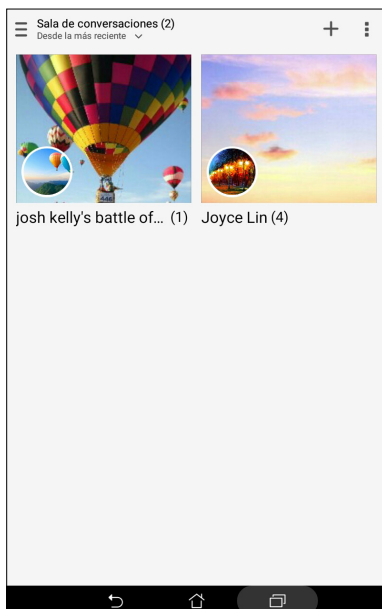 Sala de conversaciones (2)
Desde la más reciente
josh kelly's battle of... (1)
Joyce Lin (4)